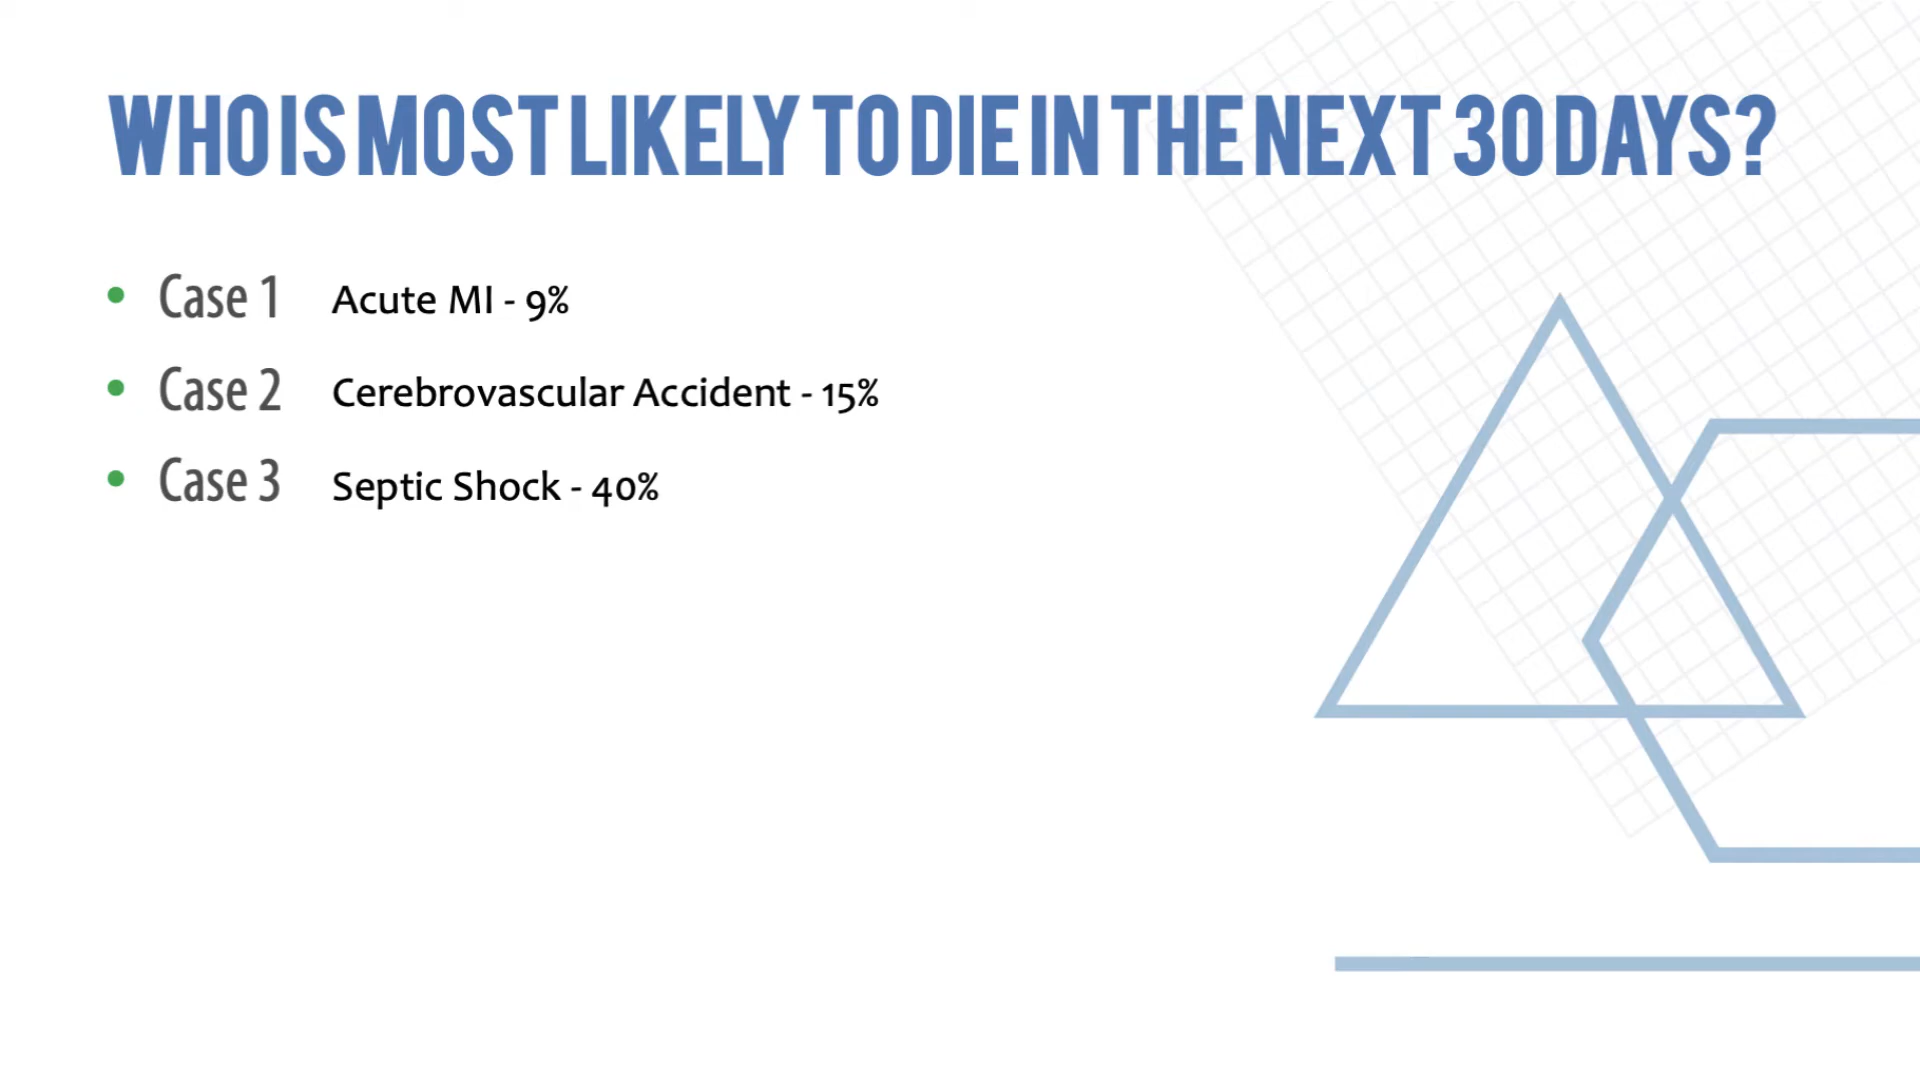 WHO IS MOST LIKELY TO DIE IN THE NEXT 30 DAYS?
• Case 1 Acute MI - 9%
• Case 2 Cerebrovascular Accident - 15%
• Case 3 Septic Shock - 40%